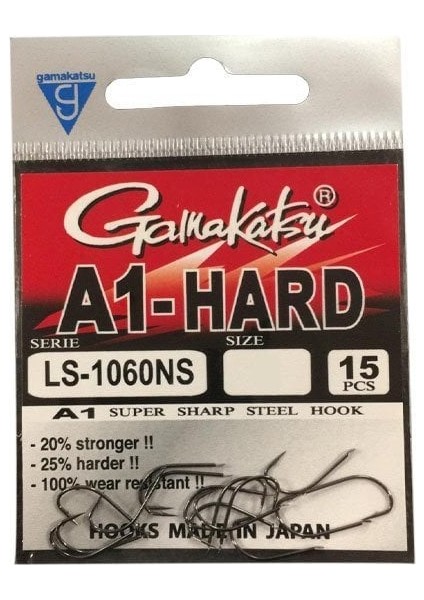 gamakatsu
g
Gamakatsu®
A1-HARD
SERIE SIZE
LS-1060NS 15
PCS
A1 SUPER SHARP STEEL HOOK
- 20% stronger !!
- 25% harder !!
- 100% wear resistant !!
HOOKS MADE IN JAPAN